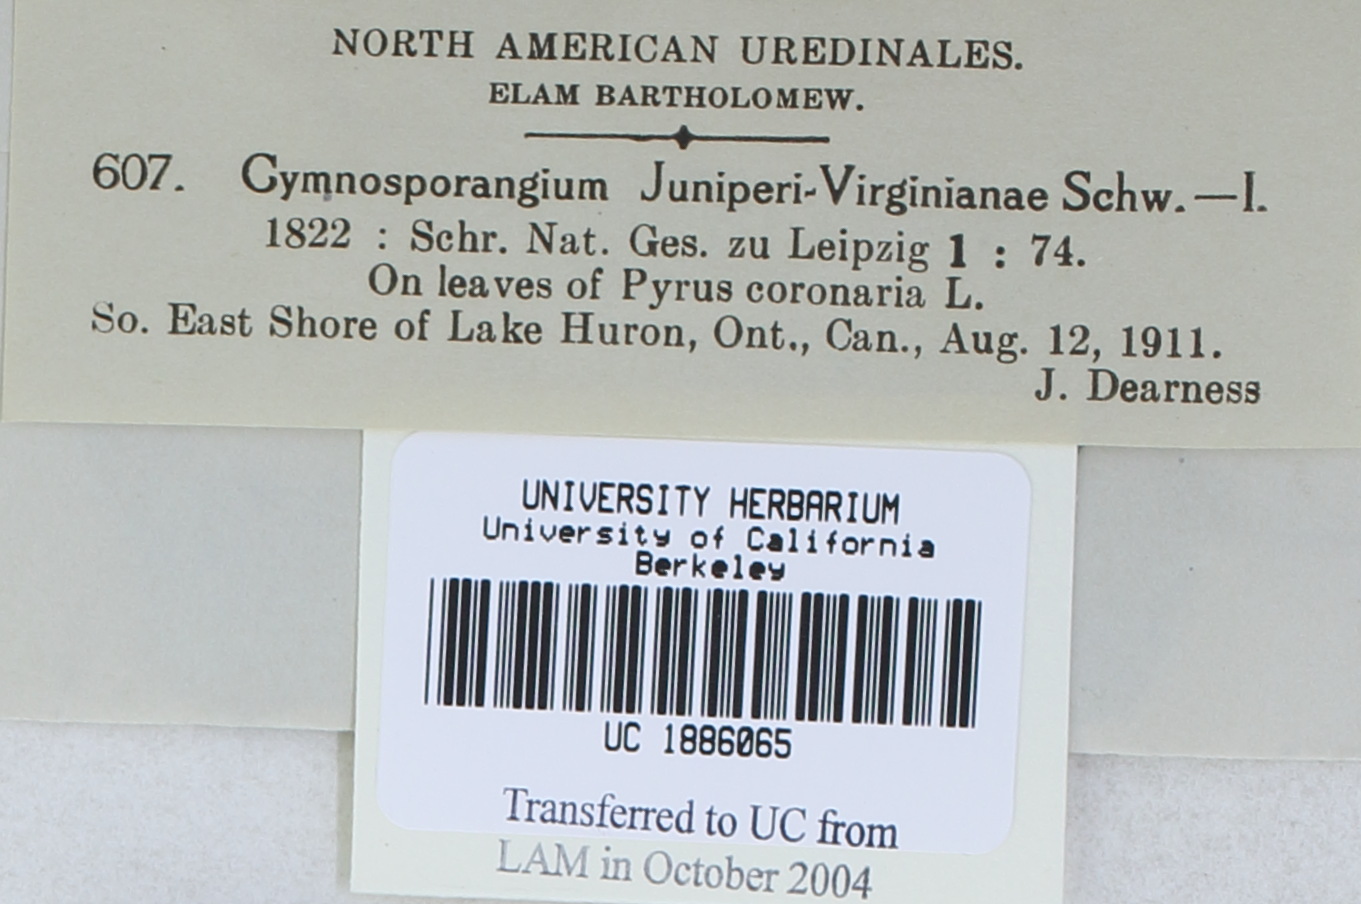 NORTH AMERICAN UREDINALES.
ELAM BARTHOLOMEW.
607. Gymnosporangium Juniperi-Virginianae Schw.—I.
1822 : Schr. Nat. Ges. zu Leipzig 1 : 74.
On leaves of Pyrus coronaria L.
So. East Shore of Lake Huron, Ont., Can., Aug. 12, 1911.
J. Dearness
UNIVERSITY HERBARIUM
University of California
Berkeley
UC 1886065
Transferred to UC from
LAM in October 2004